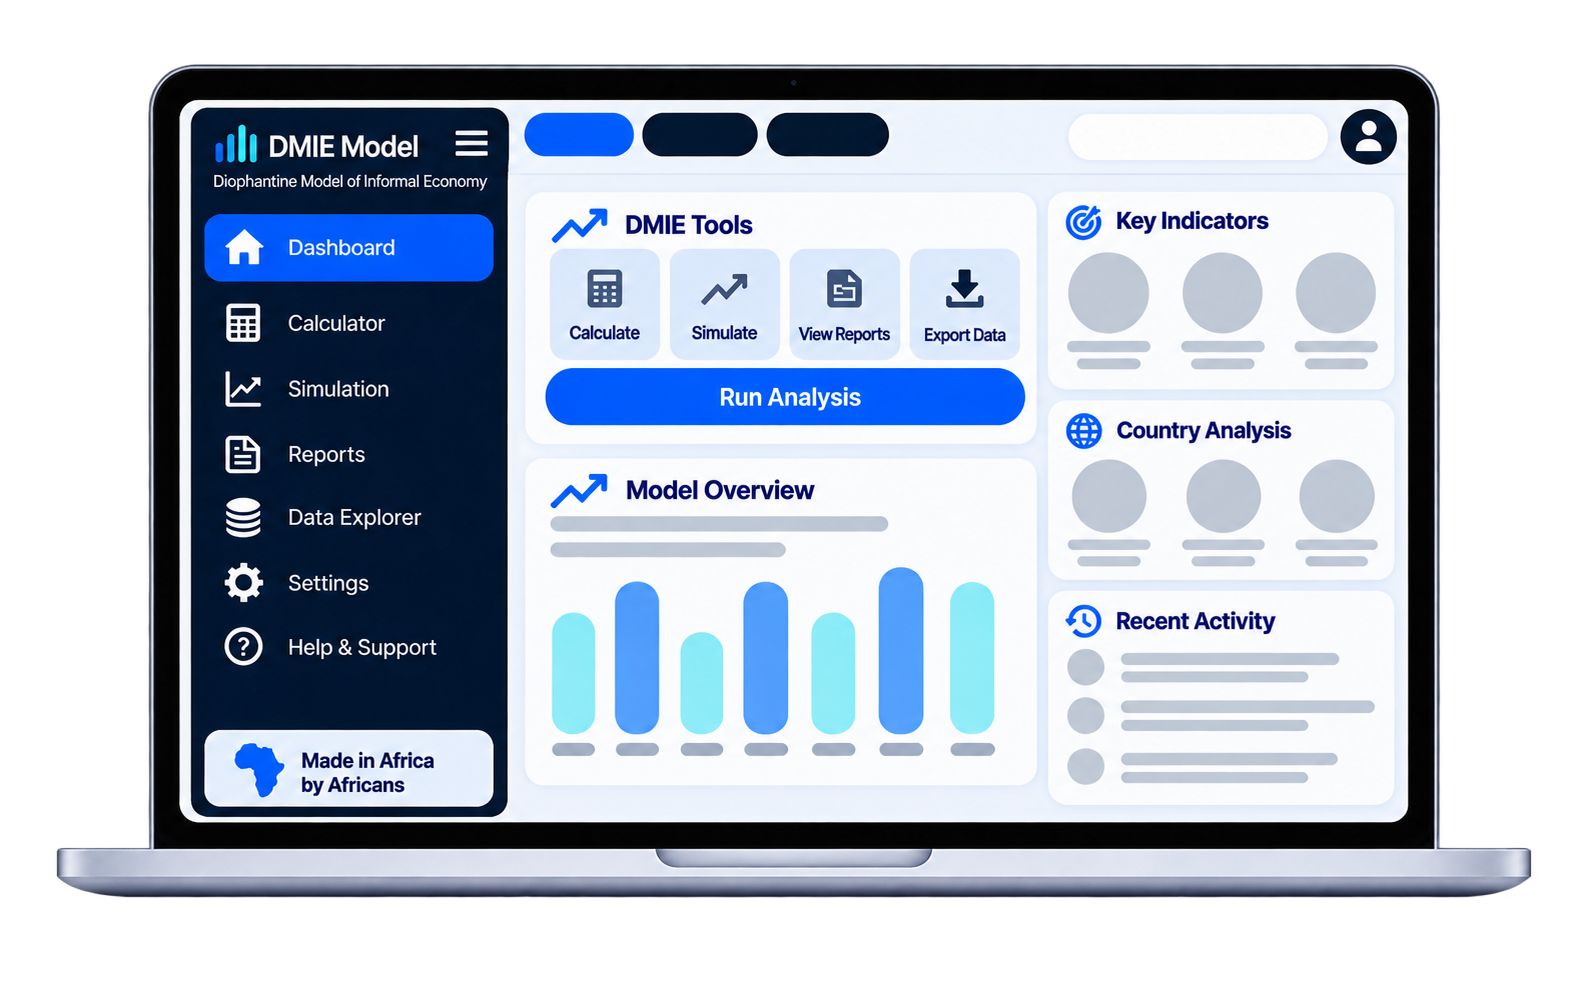 DMIE Model
Diophantine Model of Informal Economy
Dashboard
Calculator
Simulation
Reports
Data Explorer
Settings
Help & Support
Made in Africa
by Africans
DMIE Tools
Calculate
Simulate
View Reports
Export Data
Run Analysis
Model Overview
Key Indicators
Country Analysis
Recent Activity